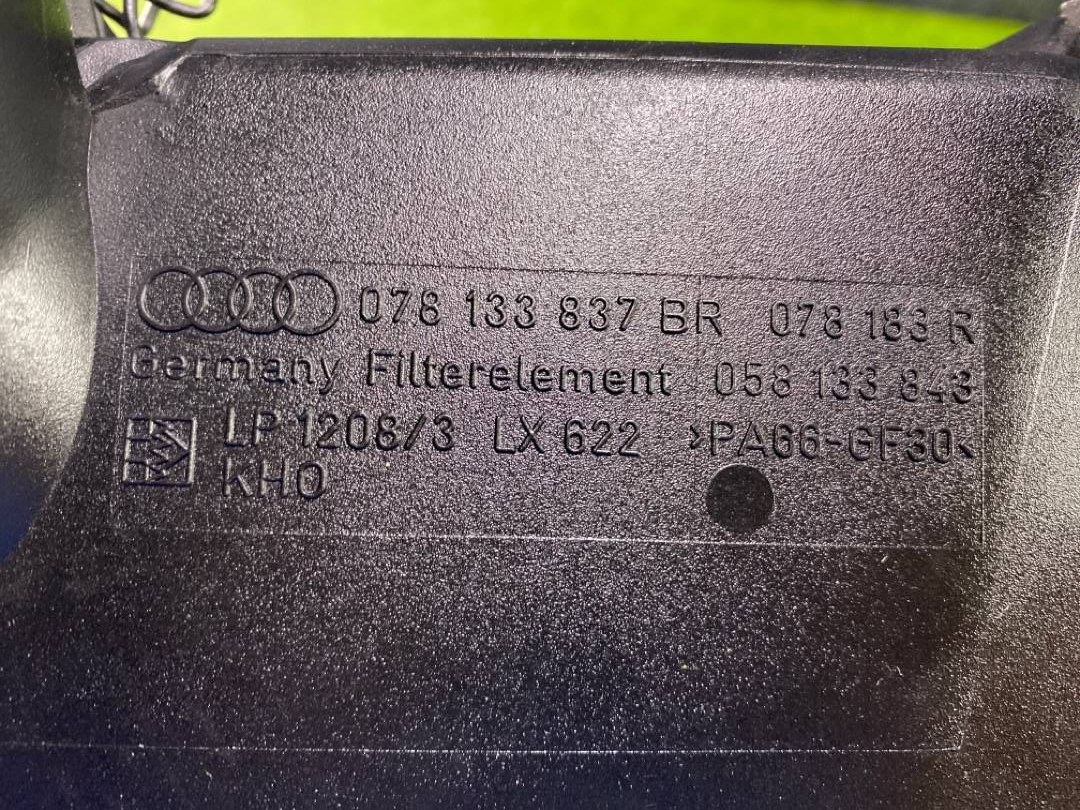 078 133 837 BR 078 183 R
Germany Filterelement 058 133 843
LP 1208/3 LX 622 >PA66-GF30<
KHO